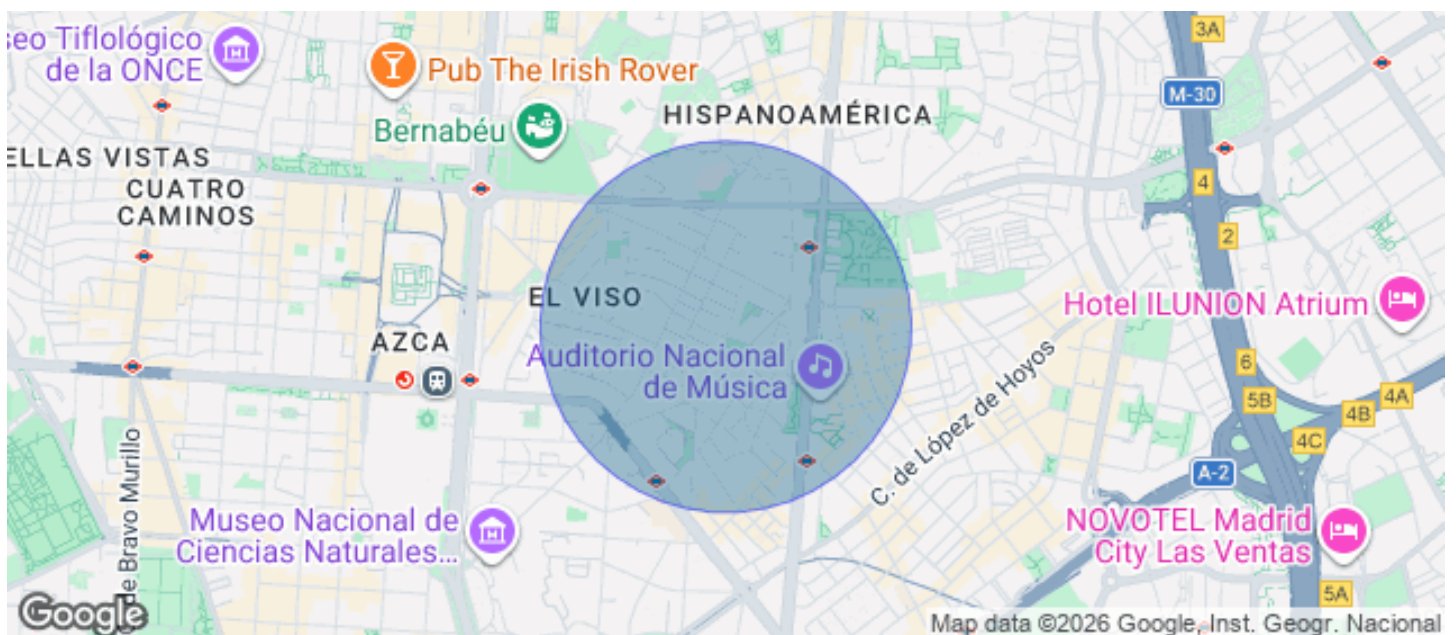 seo Tiflológico
de la ONCE
Pub The Irish Rover
Bernabéu
HISPANOAMÉRICA
3A
M-30
ELLAS VISTAS
CUATRO
CAMINOS
4
2
EL VISO
Hotel ILUNION Atrium
AZCA
Auditorio Nacional
de Música
6
5B
4A
4B
4C
C. de López de Hoyos
A-2
de Bravo Murillo
Museo Nacional de
Ciencias Naturales...
NOVOTEL Madrid
City Las Ventas
5A
Google
Map data ©2026 Google, Inst. Geogr. Nacional